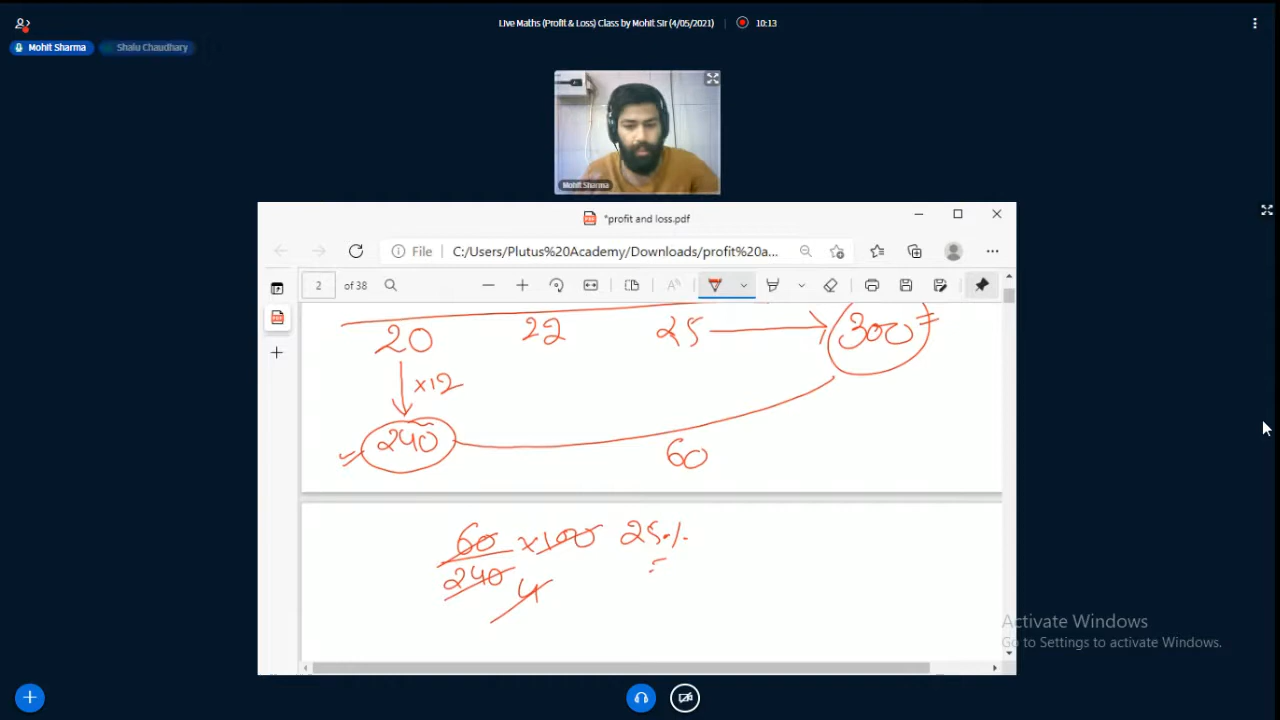 Live Maths (Profit & Loss) Class by Mohit Sir (4/05/2021) 10:13
Mohit Sharma Shalu Chaudhary
Mohit Sharma
*profit and loss.pdf
File C:/Users/Plutus%20Academy/Downloads/profit%20a...
2 of 38
20 22 25 300
×12
240
60
60 ×100 25%
240 4
Activate Windows
Go to Settings to activate Windows.